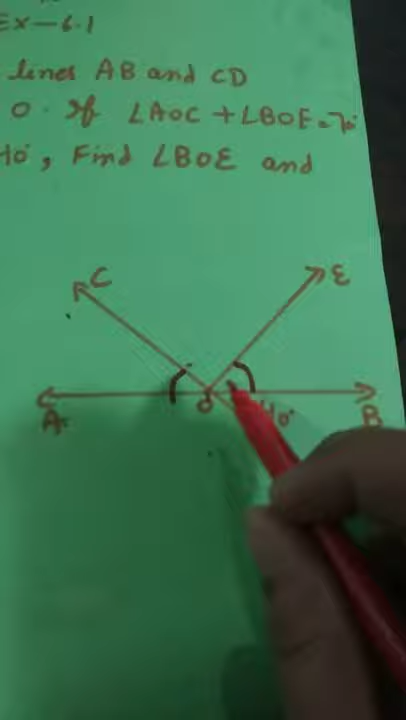 Ex-6.1
lines AB and CD
O. If ∠AOC + ∠BOE = 70°
40°, Find ∠BOE and
C
E
A
O
40°
B